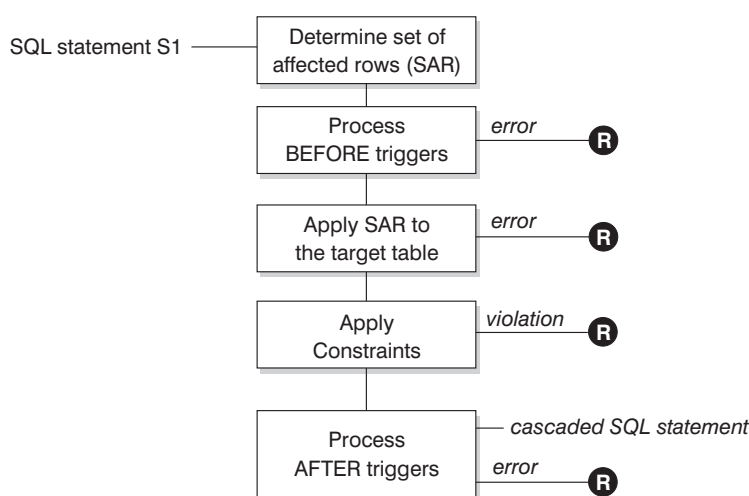 SQL statement S1
Determine set of
affected rows (SAR)
Process
BEFORE triggers
error
R
Apply SAR to
the target table
error
R
Apply
Constraints
violation
R
Process
AFTER triggers
cascaded SQL statement
error
R